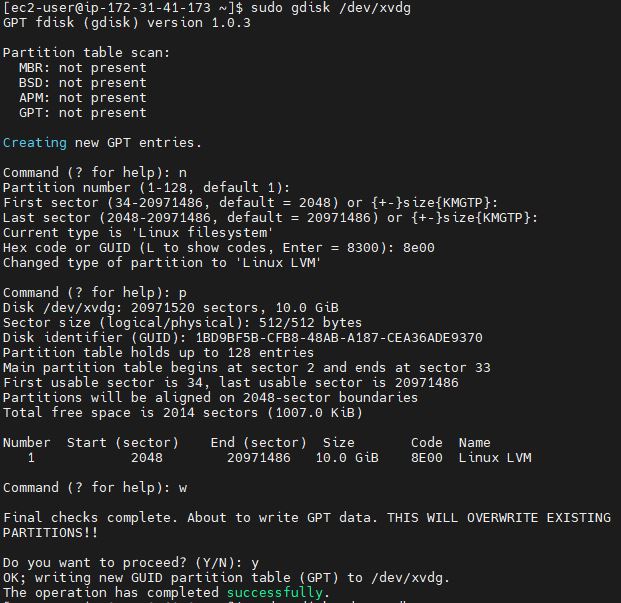 [ec2-user@ip-172-31-41-173 ~]$ sudo gdisk /dev/xvdg
GPT fdisk (gdisk) version 1.0.3
Partition table scan:
MBR: not present
BSD: not present
APM: not present
GPT: not present
Creating new GPT entries.
Command (? for help): n
Partition number (1-128, default 1):
First sector (34-20971486, default = 2048) or {+-}size{KMGTP}:
Last sector (2048-20971486, default = 20971486) or {+-}size{KMGTP}:
Current type is 'Linux filesystem'
Hex code or GUID (L to show codes, Enter = 8300): 8e00
Changed type of partition to 'Linux LVM'
Command (? for help): p
Disk /dev/xvdg: 20971520 sectors, 10.0 GiB
Sector size (logical/physical): 512/512 bytes
Disk identifier (GUID): 1BD9BF5B-CFB8-48AB-A187-CEA36ADE9370
Partition table holds up to 128 entries
Main partition table begins at sector 2 and ends at sector 33
First usable sector is 34, last usable sector is 20971486
Partitions will be aligned on 2048-sector boundaries
Total free space is 2014 sectors (1007.0 KiB)
Number  Start (sector)    End (sector)  Size       Code  Name
1            2048        20971486   10.0 GiB    8E00  Linux LVM
Command (? for help): w
Final checks complete. About to write GPT data. THIS WILL OVERWRITE EXISTING
PARTITIONS!!
Do you want to proceed? (Y/N): y
OK; writing new GUID partition table (GPT) to /dev/xvdg.
The operation has completed successfully.